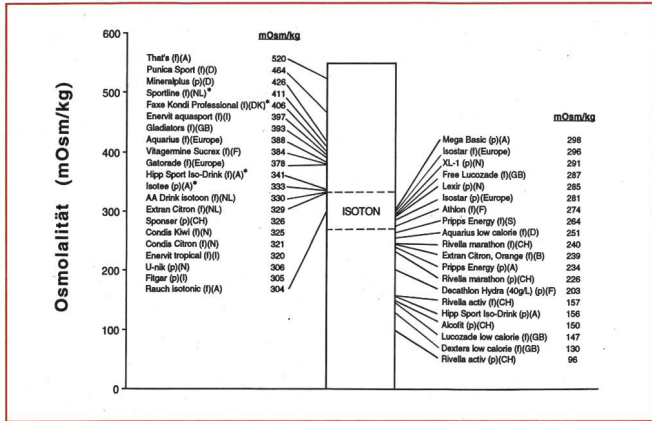 mOsm/kg
600
500
400
300
200
100
0
Osmolalität (mOsm/kg)
That's (f)(A) 520
Punica Sport (f)(D) 464
Mineralplus (p)(D) 426
Sportline (f)(NL)* 411
Faxe Kondi Professional (f)(DK)* 406
Enervit aquasport (f)(I) 397
Gladiators (f)(GB) 393
Aquarius (f)(Europe) 388
Vitagermine Sucrex (f)(F) 384
Gatorade (f)(Europe) 378
Hipp Sport Iso-Drink (f)(A)* 341
Isotee (p)(A)* 333
AA Drink isotoon (f)(NL) 330
Extran Citron (f)(NL) 329
Sponser (p)(CH) 326
Condis Kiwi (f)(N) 325
Condis Citron (f)(N) 321
Enervit tropical (f)(I) 320
U-nik (p)(N) 306
Fitgar (p)(I) 305
Rauch isotonic (f)(A) 304
ISOTON
mOsm/kg
Mega Basic (p)(A) 298
Isostar (f)(Europe) 296
XL-1 (p)(N) 291
Free Lucozade (f)(GB) 287
Lexir (p)(N) 285
Isostar (p)(Europe) 281
Athlon (f)(F) 274
Pripps Energy (f)(S) 264
Aquarius low calorie (f)(D) 251
Rivella marathon (f)(CH) 240
Extran Citron, Orange (f)(B) 239
Pripps Energy (p)(A) 234
Rivella marathon (p)(CH) 226
Decathlon Hydra (40g/L) (p)(F) 203
Rivella activ (f)(CH) 157
Hipp Sport Iso-Drink (p)(A) 156
Alcofit (p)(CH) 150
Lucozade low calorie (f)(GB) 147
Dexters low calorie (f)(GB) 130
Rivella activ (p)(CH) 96